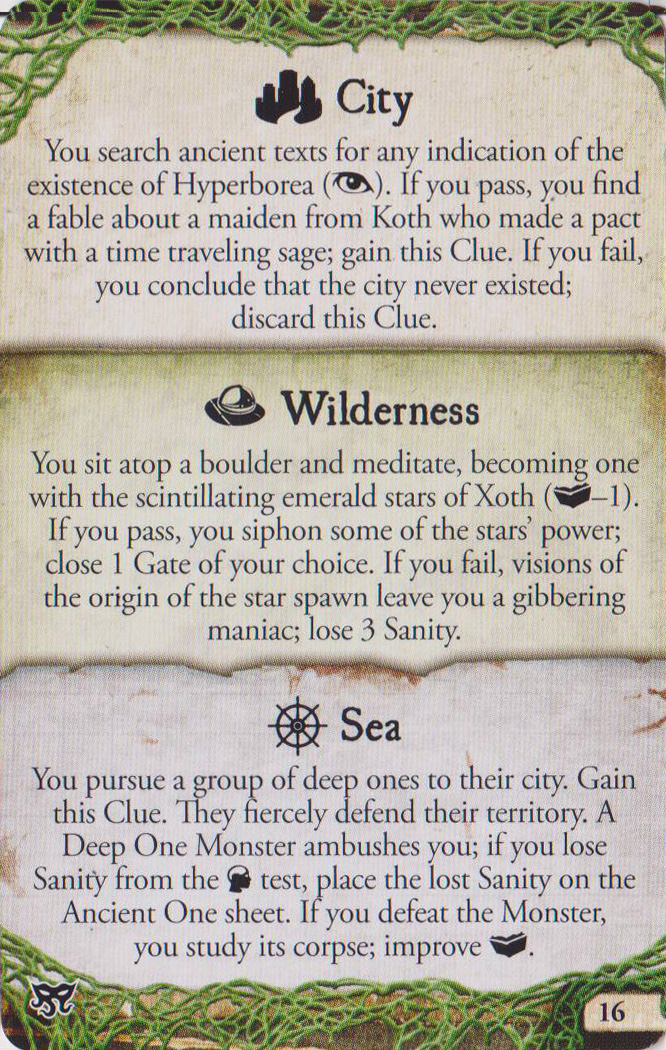 City
You search ancient texts for any indication of the
existence of Hyperborea (). If you pass, you find
a fable about a maiden from Koth who made a pact
with a time traveling sage; gain this Clue. If you fail,
you conclude that the city never existed;
discard this Clue.
Wilderness
You sit atop a boulder and meditate, becoming one
with the scintillating emerald stars of Xoth (–1).
If you pass, you siphon some of the stars’ power;
close 1 Gate of your choice. If you fail, visions of
the origin of the star spawn leave you a gibbering
maniac; lose 3 Sanity.
Sea
You pursue a group of deep ones to their city. Gain
this Clue. They fiercely defend their territory. A
Deep One Monster ambushes you; if you lose
Sanity from the test, place the lost Sanity on the
Ancient One sheet. If you defeat the Monster,
you study its corpse; improve .
16